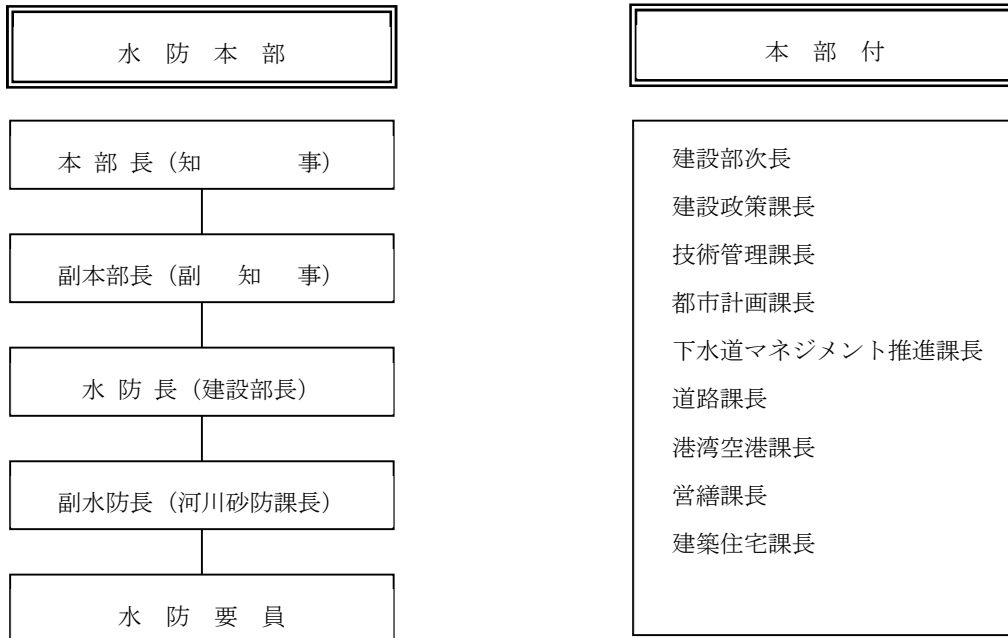 水 防 本 部
本 部 長（知 事）
副本部長（副 知 事）
水 防 長（建設部長）
副水防長（河川砂防課長）
水 防 要 員
本 部 付
建設部次長
建設政策課長
技術管理課長
都市計画課長
下水道マネジメント推進課長
道路課長
港湾空港課長
営繕課長
建築住宅課長